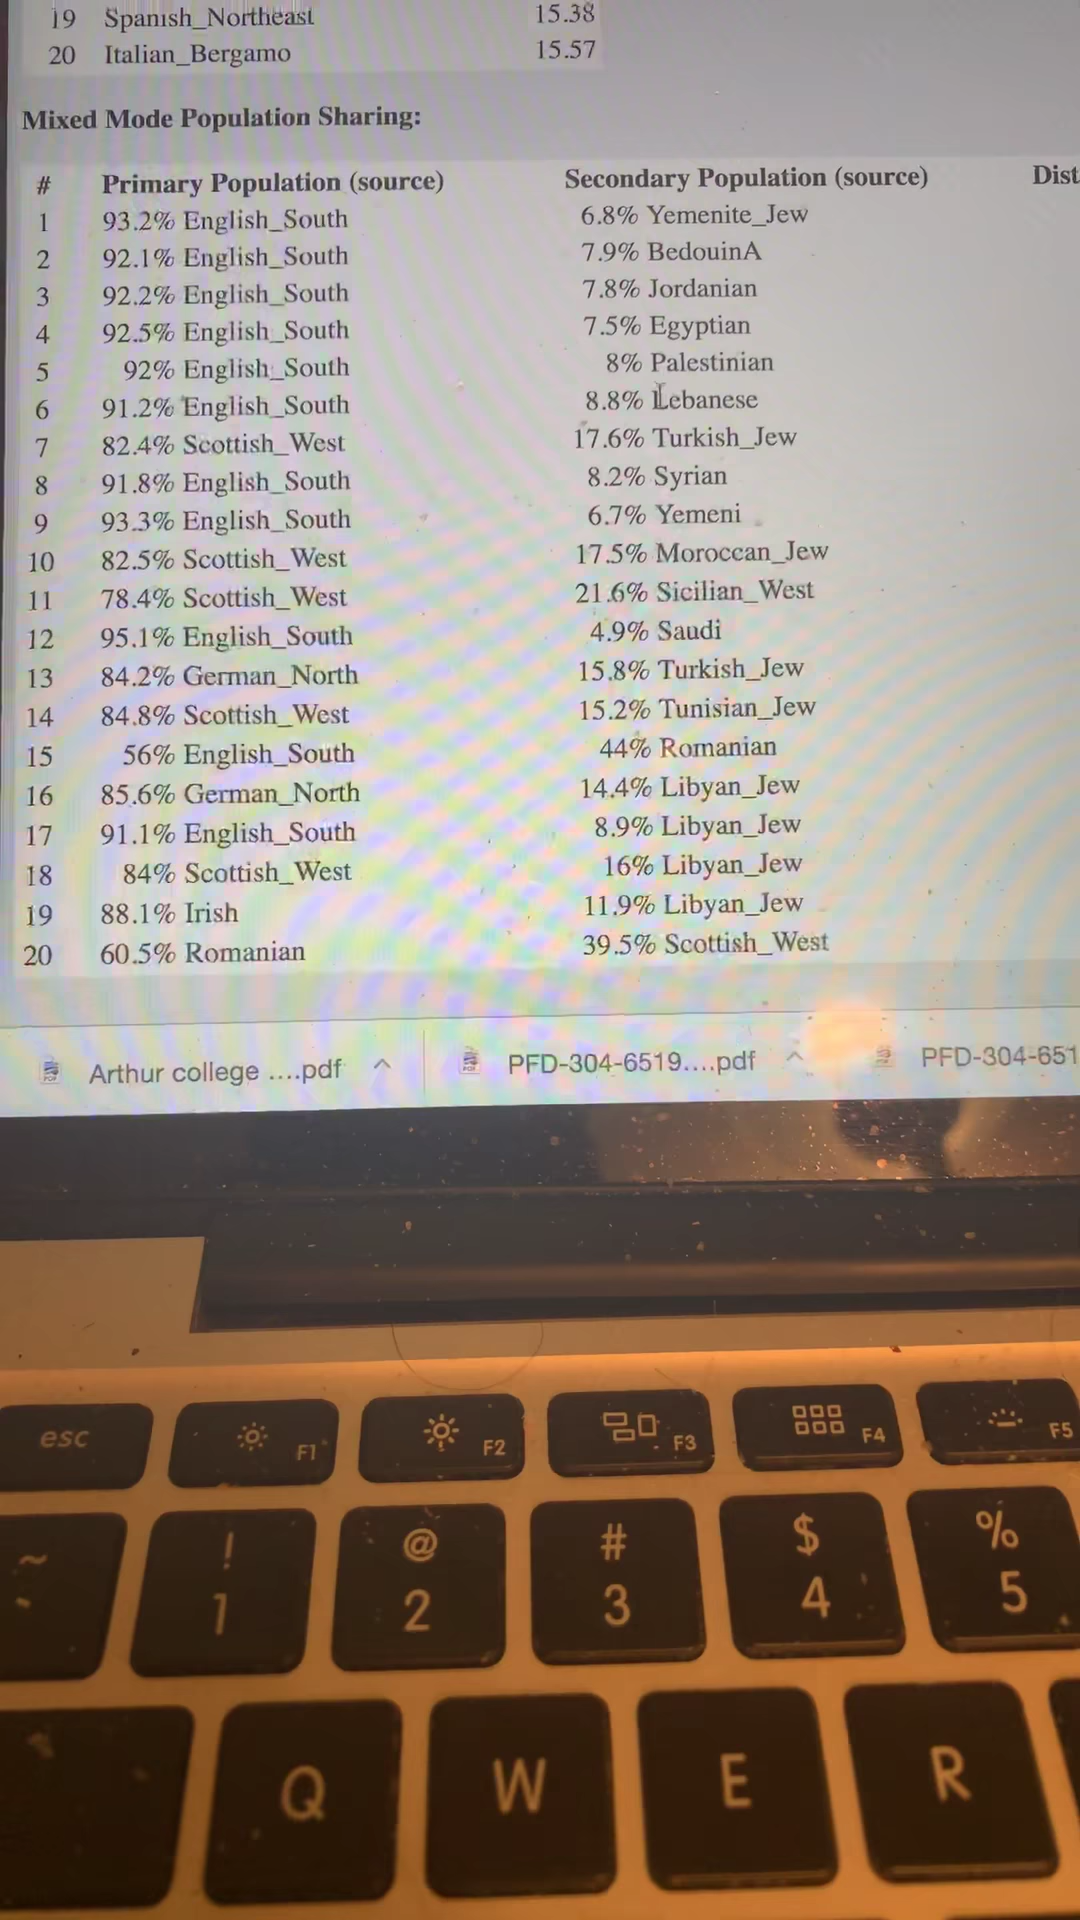 19 Spanish_Northeast 15.38
20 Italian_Bergamo 15.57
Mixed Mode Population Sharing:
# Primary Population (source) Secondary Population (source) Dist
1 93.2% English_South 6.8% Yemenite_Jew
2 92.1% English_South 7.9% BedouinA
3 92.2% English_South 7.8% Jordanian
4 92.5% English_South 7.5% Egyptian
5 92% English_South 8% Palestinian
6 91.2% English_South 8.8% Lebanese
7 82.4% Scottish_West 17.6% Turkish_Jew
8 91.8% English_South 8.2% Syrian
9 93.3% English_South 6.7% Yemeni
10 82.5% Scottish_West 17.5% Moroccan_Jew
11 78.4% Scottish_West 21.6% Sicilian_West
12 95.1% English_South 4.9% Saudi
13 84.2% German_North 15.8% Turkish_Jew
14 84.8% Scottish_West 15.2% Tunisian_Jew
15 56% English_South 44% Romanian
16 85.6% German_North 14.4% Libyan_Jew
17 91.1% English_South 8.9% Libyan_Jew
18 84% Scottish_West 16% Libyan_Jew
19 88.1% Irish 11.9% Libyan_Jew
20 60.5% Romanian 39.5% Scottish_West
Arthur college ....pdf PFD-304-6519....pdf PFD-304-651
esc F1 F2 F3 F4 F5
~ ! @ # $ %
` 1 2 3 4 5
Q W E R